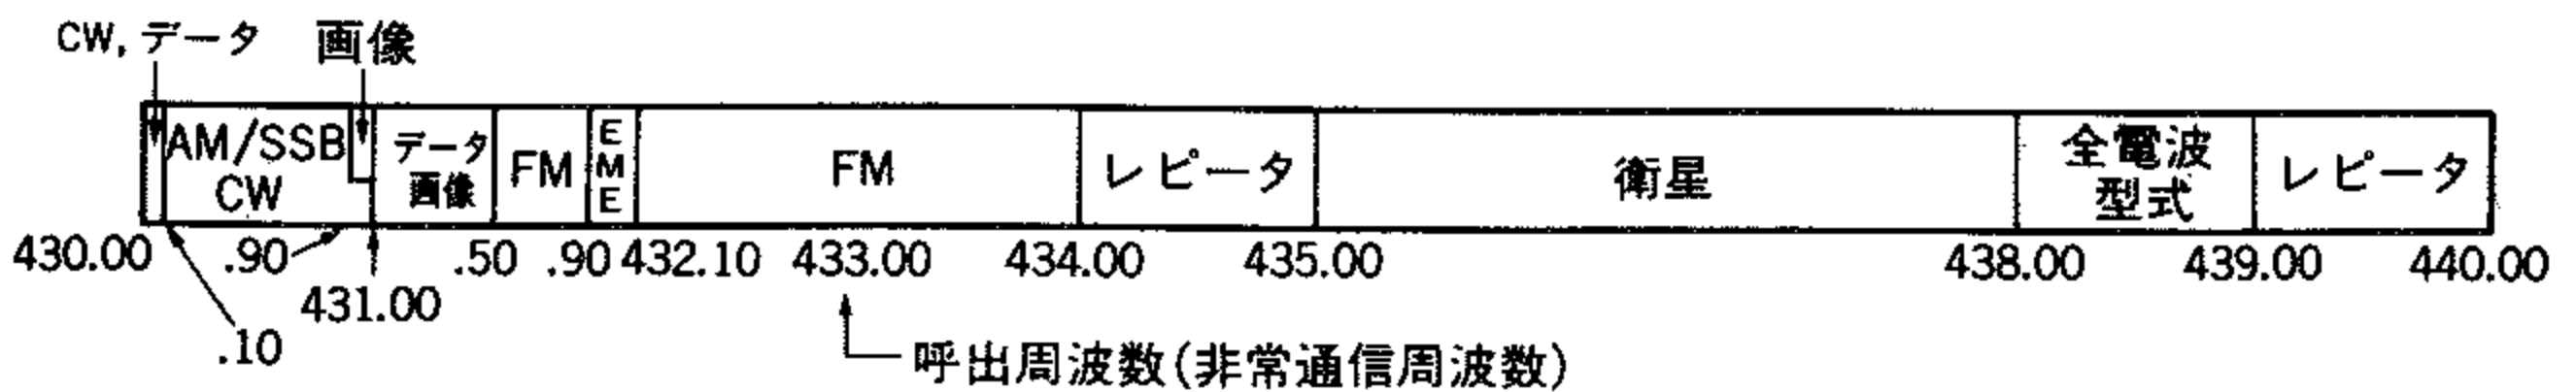 CW, データ 画像
AM/SSB
CW
データ
画像
FM
E
M
E
FM
レピータ
衛星
全電波
型式
レピータ
430.00 .90 .50 .90 432.10 433.00 434.00 435.00 438.00 439.00 440.00
431.00
.10
呼出周波数(非常通信周波数)